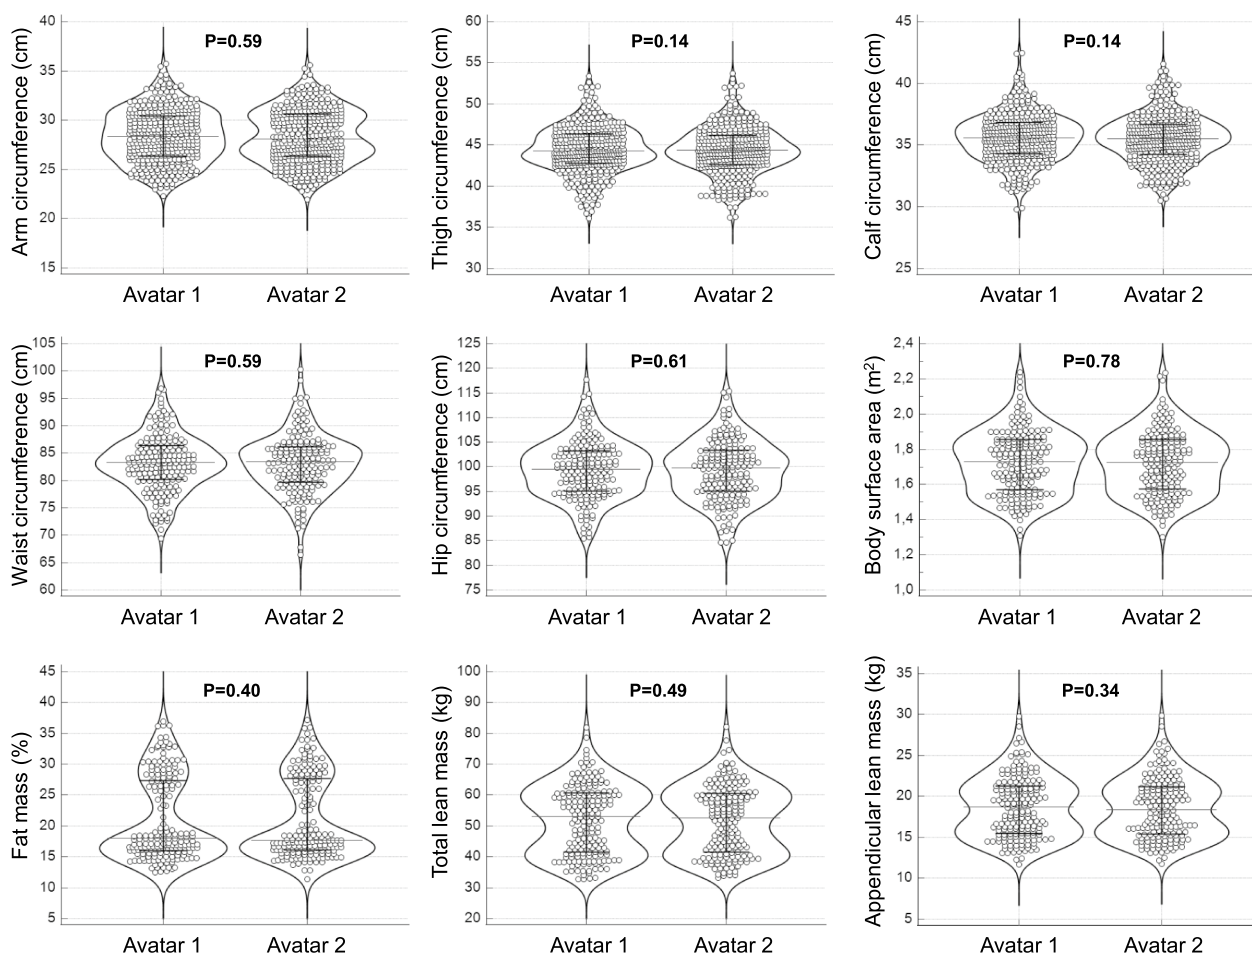 Arm circumference (cm)
40
35
30
25
20
15
P=0.59
Avatar 1 Avatar 2
Thigh circumference (cm)
60
55
50
45
40
35
30
P=0.14
Avatar 1 Avatar 2
Calf circumference (cm)
45
40
35
30
25
P=0.14
Avatar 1 Avatar 2
Waist circumference (cm)
105
100
95
90
85
80
75
70
65
60
P=0.59
Avatar 1 Avatar 2
Hip circumference (cm)
125
120
115
110
105
100
95
90
85
80
75
P=0.61
Avatar 1 Avatar 2
Body surface area (m²)
2,4
2,2
2,0
1,8
1,6
1,4
1,2
1,0
P=0.78
Avatar 1 Avatar 2
Fat mass (%)
45
40
35
30
25
20
15
10
5
P=0.40
Avatar 1 Avatar 2
Total lean mass (kg)
100
90
80
70
60
50
40
30
20
P=0.49
Avatar 1 Avatar 2
Appendicular lean mass (kg)
35
30
25
20
15
10
5
P=0.34
Avatar 1 Avatar 2